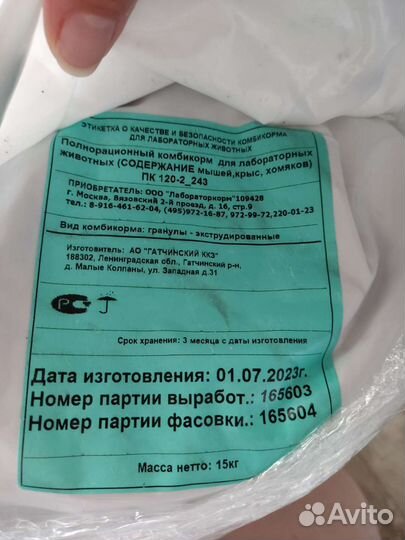 ЭТИКЕТКА О КАЧЕСТВЕ И БЕЗОПАСНОСТИ КОМБИКОРМА
ДЛЯ ЛАБОРАТОРНЫХ ЖИВОТНЫХ
Полнорационный комбикорм для лабораторных
животных (СОДЕРЖАНИЕ мышей,крыс, хомяков)
ПК 120-2_243
ПРИОБРЕТАТЕЛЬ: ООО "Лабораторкорм"109428
г. Москва, Вязовский 2-й проезд, д. 16, стр.9
тел.: 8-916-461-62-04, (495)972-16-87, 972-99-72,220-01-23
Вид комбикорма: гранулы - экструдированные
Изготовитель: АО "ГАТЧИНСКИЙ ККЗ"
188302, Ленинградская обл., Гатчинский р-н,
д. Малые Колпаны, ул. Западная д.31
Срок хранения: 3 месяца с даты изготовления
Дата изготовления: 01.07.2023г.
Номер партии выработ.: 165603
Номер партии фасовки.: 165604
Масса нетто: 15кг
Avito